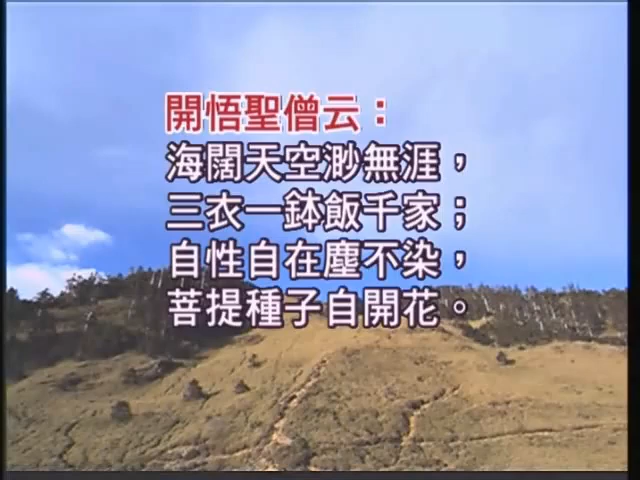 開悟聖僧云：
海闊天空渺無涯，
三衣一鉢飯千家；
自性自在塵不染，
菩提種子自開花。